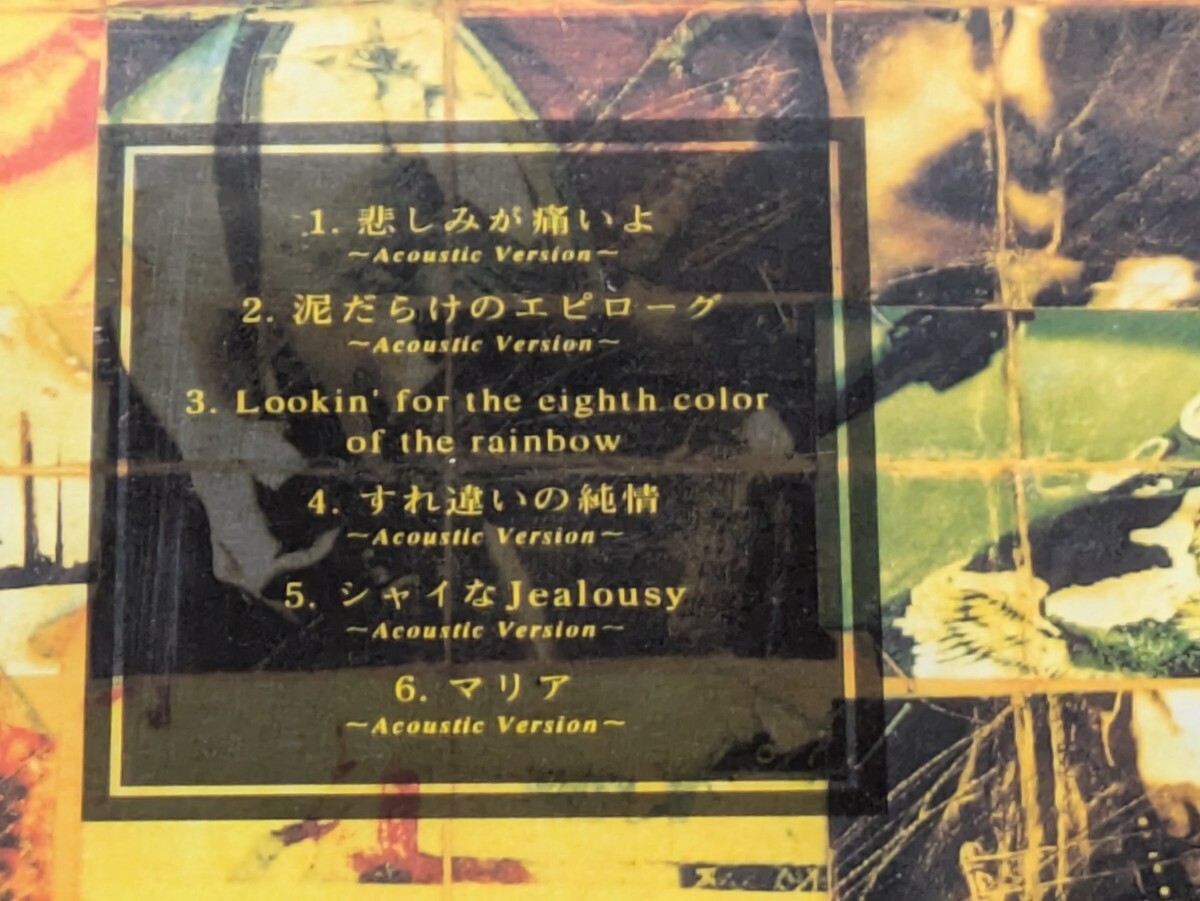 1. 悲しみが痛いよ
～Acoustic Version～
2. 泥だらけのエピローグ
～Acoustic Version～
3. Lookin' for the eighth color
of the rainbow
4. すれ違いの純情
～Acoustic Version～
5. シャイなJealousy
～Acoustic Version～
6. マリア
～Acoustic Version～